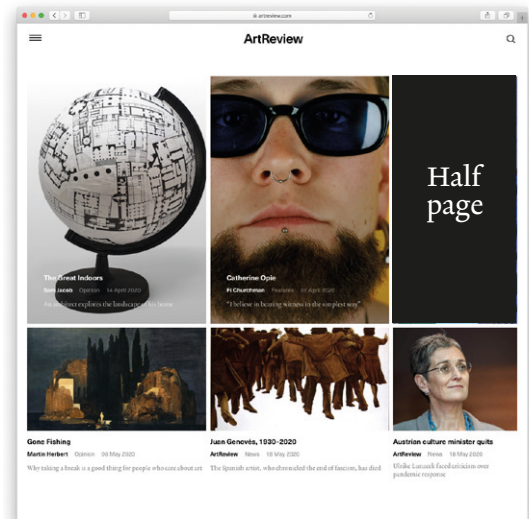 artreview.com
ArtReview
The Great Indoors
Sam Jacob Opinion 14 April 2020
An architect explores the landscape of his home
Catherine Opie
Fi Churchman Features 01 April 2020
"I believe in bearing witness in the simplest way"
Half
page
Gone Fishing
Martin Herbert Opinion 06 May 2020
Why taking a break is a good thing for people who care about art
Juan Genovés, 1930–2020
ArtReview News 18 May 2020
The Spanish artist, who chronicled the end of fascism, has died
Austrian culture minister quits
ArtReview News 18 May 2020
Ulrike Lunacek faced criticism over
pandemic response